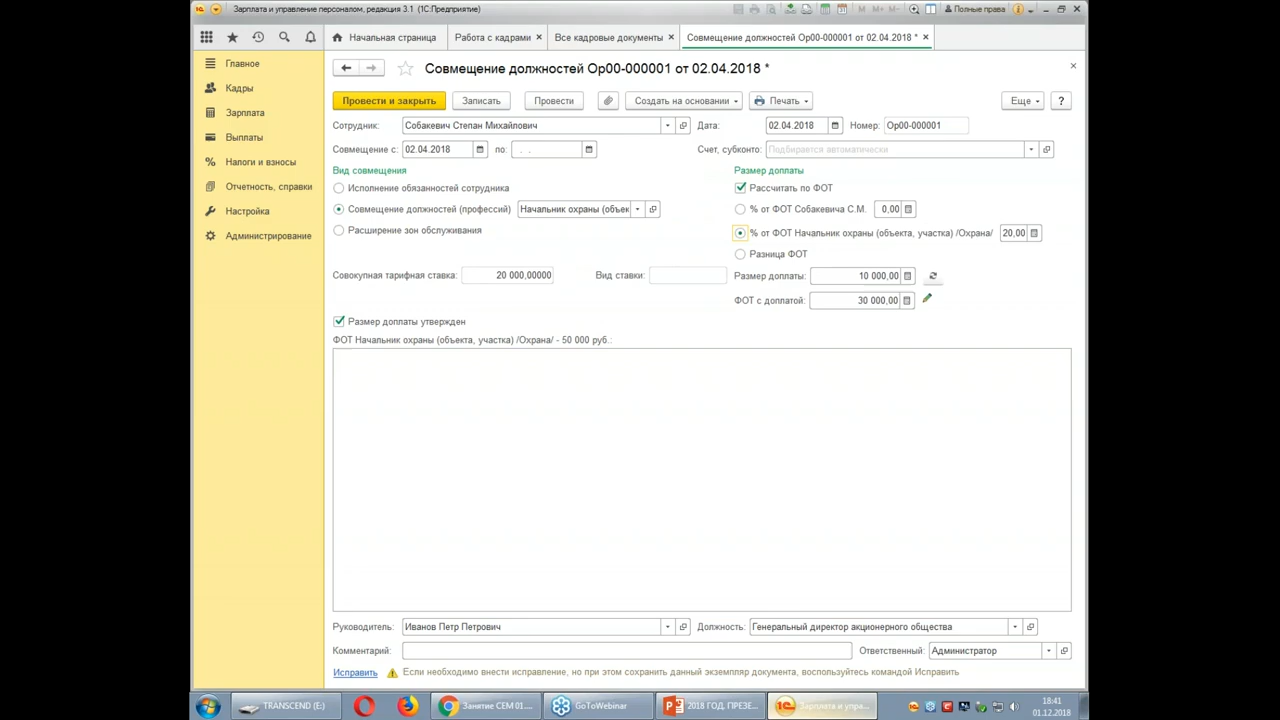 Зарплата и управление персоналом, редакция 3.1 (1С:Предприятие)
M M+ M-
Полные права
Начальная страница
Работа с кадрами ×
Все кадровые документы ×
Совмещение должностей Ор00-000001 от 02.04.2018 * ×
Главное
Кадры
Зарплата
Выплаты
Налоги и взносы
Отчетность, справки
Настройка
Администрирование
Совмещение должностей Ор00-000001 от 02.04.2018 *
Провести и закрыть
Записать
Провести
Создать на основании
Печать
Еще
?
Сотрудник: Собакевич Степан Михайлович
Дата: 02.04.2018
Номер: Ор00-000001
Совмещение с: 02.04.2018 по: . .
Счет, субконто: Подбирается автоматически
Вид совмещения
Размер доплаты
Исполнение обязанностей сотрудника
Рассчитать по ФОТ
Совмещение должностей (профессий) Начальник охраны (объек
% от ФОТ Собакевича С.М. 0,00
Расширение зон обслуживания
% от ФОТ Начальник охраны (объекта, участка) /Охрана/ 20,00
Разница ФОТ
Совокупная тарифная ставка: 20 000,00000
Вид ставки:
Размер доплаты: 10 000,00
ФОТ с доплатой: 30 000,00
Размер доплаты утвержден
ФОТ Начальник охраны (объекта, участка) /Охрана/ - 50 000 руб.:
Руководитель: Иванов Петр Петрович
Должность: Генеральный директор акционерного общества
Комментарий:
Ответственный: Администратор
Исправить
Если необходимо внести исправление, но при этом сохранить данный экземпляр документа, воспользуйтесь командой Исправить
TRANSCEND (E:)
Занятие СЕМ 01....
GoToWebinar
2018 ГОД. ПРЕЗЕ...
Зарплата и упра...
18:41
01.12.2018